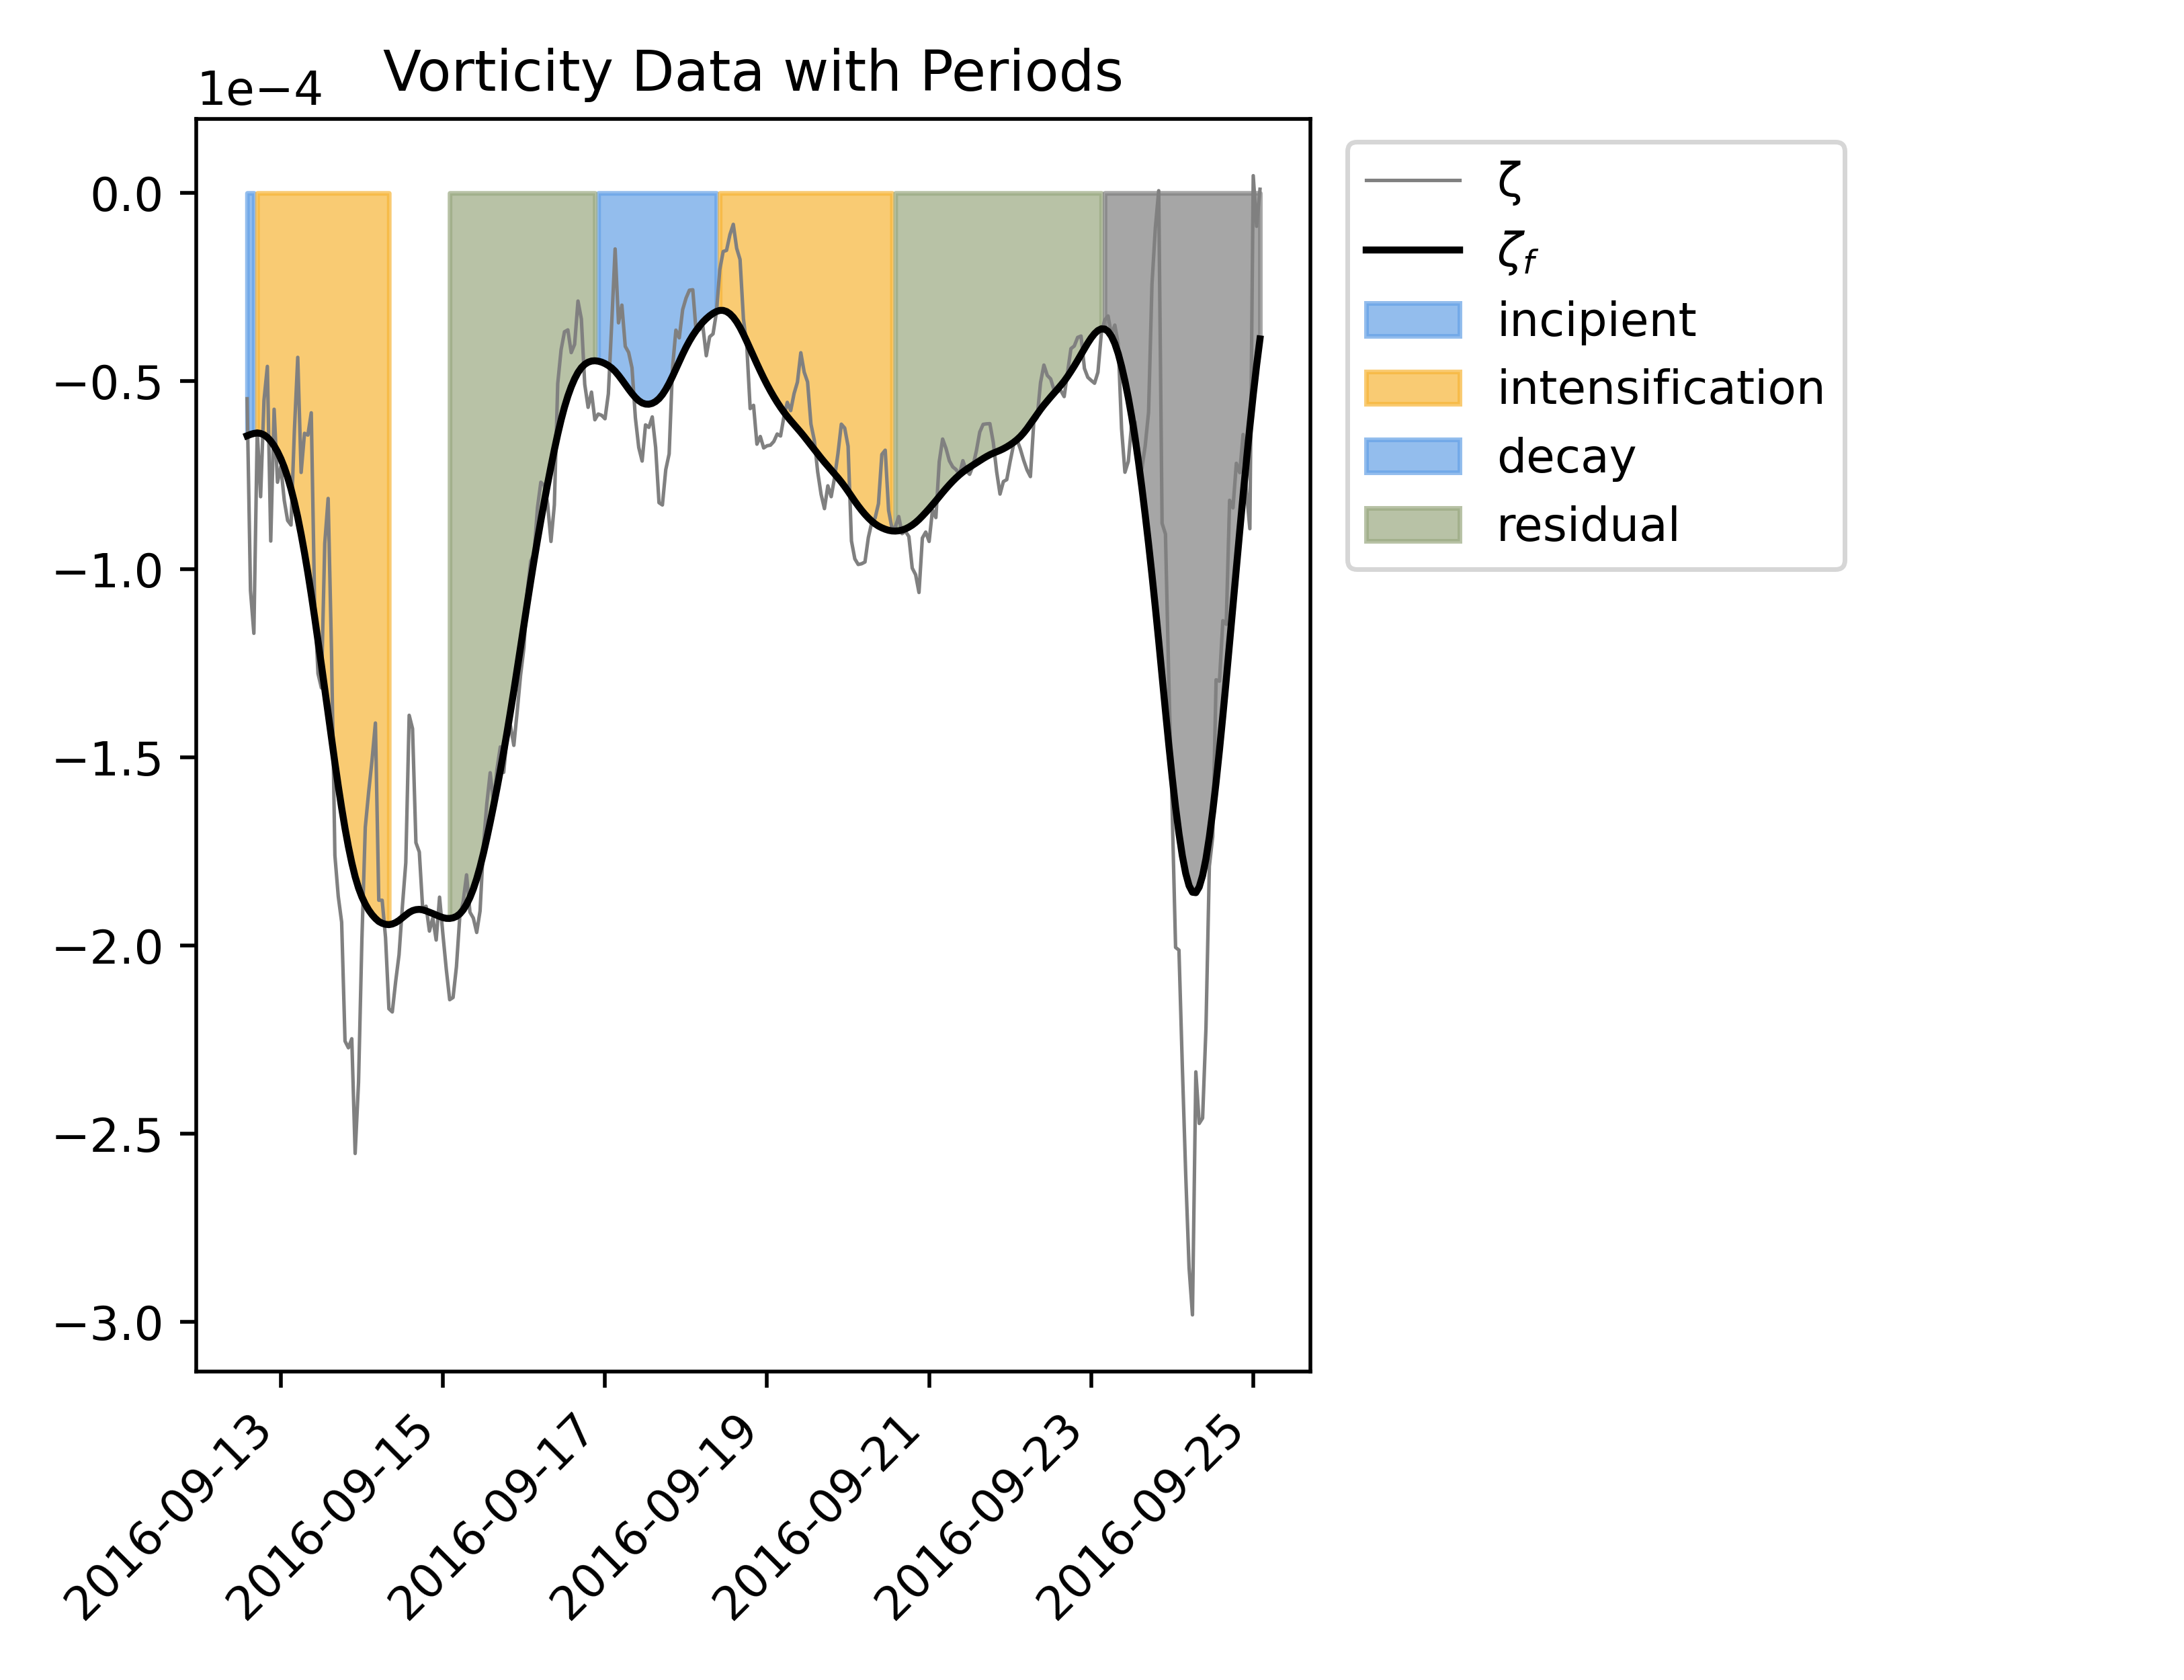 Vorticity Data with Periods
1e−4
0.0
−0.5
−1.0
−1.5
−2.0
−2.5
−3.0
2016-09-13
2016-09-15
2016-09-17
2016-09-19
2016-09-21
2016-09-23
2016-09-25
ζ
ζf
incipient
intensification
decay
residual